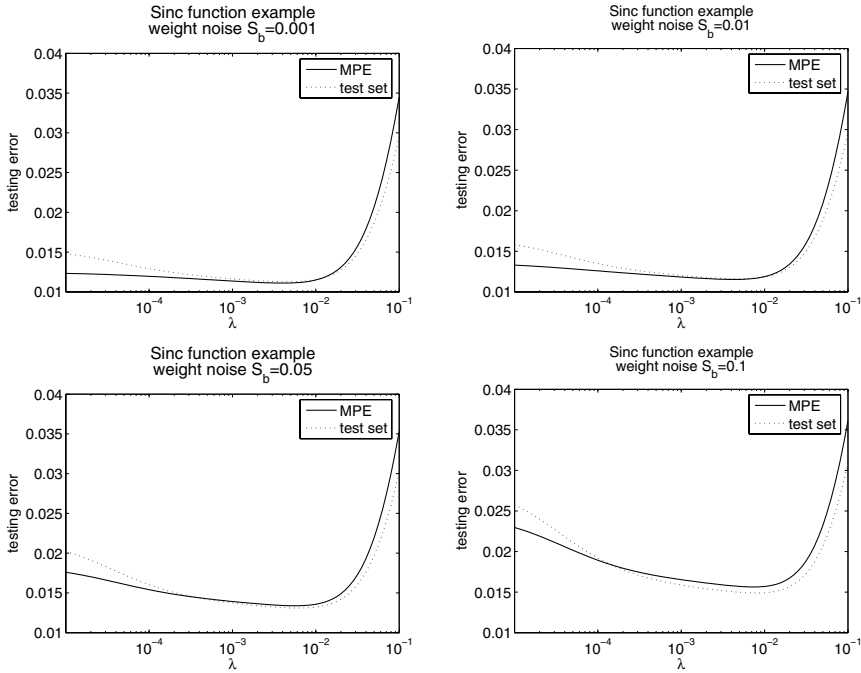 Sinc function example
weight noise S_b=0.001
0.04
0.035
0.03
0.025
0.02
0.015
0.01
testing error
MPE
test set
10^−4
10^−3
10^−2
10^−1
λ
Sinc function example
weight noise S_b=0.01
0.04
0.035
0.03
0.025
0.02
0.015
0.01
testing error
MPE
test set
10^−4
10^−3
10^−2
10^−1
λ
Sinc function example
weight noise S_b=0.05
0.04
0.035
0.03
0.025
0.02
0.015
0.01
testing error
MPE
test set
10^−4
10^−3
10^−2
10^−1
λ
Sinc function example
weight noise S_b=0.1
0.04
0.035
0.03
0.025
0.02
0.015
0.01
testing error
MPE
test set
10^−4
10^−3
10^−2
10^−1
λ